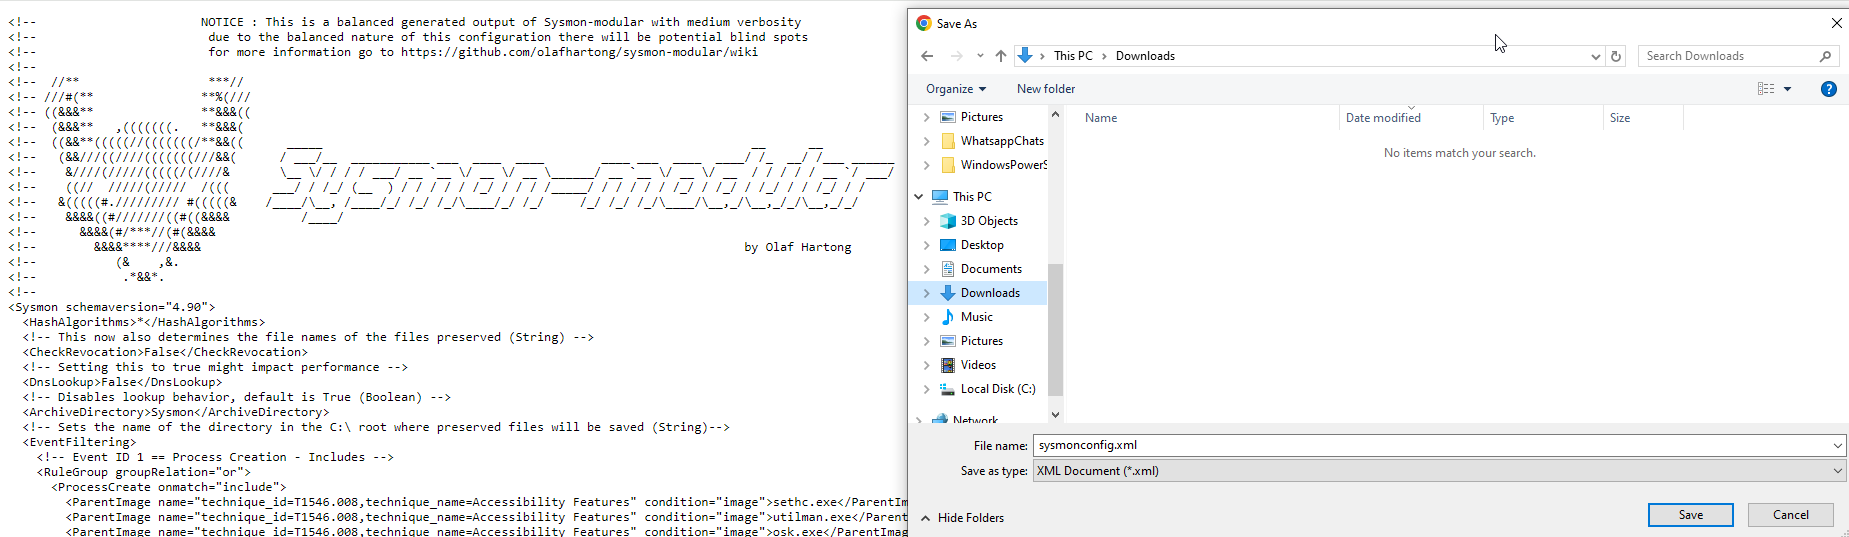 <!--                       NOTICE : This is a balanced generated output of Sysmon-modular with medium verbosity
<!--                        due to the balanced nature of this configuration there will be potential blind spots
<!--                        for more information go to https://github.com/olafhartong/sysmon-modular/wiki
<!--
<!--  //**              ***//
<!-- ///#(**               **%(///
<!-- ((&&&**               **&&&((
<!--  (&&&**   ,(((((((.   **&&&(
<!--  ((&&**(((((//(((((((/**&&((
<!--  (&&///((////(((((((///&&(
<!--   &////(/////(((((/(////&
<!--   ((//  /////(/////  /(((
<!--  &(((((#.///////// #(((((&
<!--   &&&&((#///////((#((&&&&
<!--     &&&&(#/***//(#(&&&&
<!--       &&&&****///&&&&                                                                            by Olaf Hartong
<!--          (&    ,&.
<!--           .*&&*.
<!--
<Sysmon schemaversion="4.90">
<HashAlgorithms>*</HashAlgorithms>
<!-- This now also determines the file names of the files preserved (String) -->
<CheckRevocation>False</CheckRevocation>
<!-- Setting this to true might impact performance -->
<DnsLookup>False</DnsLookup>
<!-- Disables lookup behavior, default is True (Boolean) -->
<ArchiveDirectory>Sysmon</ArchiveDirectory>
<!-- Sets the name of the directory in the C:\ root where preserved files will be saved (String)-->
<EventFiltering>
<!-- Event ID 1 == Process Creation - Includes -->
<RuleGroup groupRelation="or">
<ProcessCreate onmatch="include">
<ParentImage name="technique_id=T1546.008,technique_name=Accessibility Features" condition="image">sethc.exe</ParentIm
<ParentImage name="technique_id=T1546.008,technique_name=Accessibility Features" condition="image">utilman.exe</Parent
<ParentImage name="technique_id=T1546.008,technique_name=Accessibility Features" condition="image">osk.exe</ParentImag
Save As
This PC > Downloads
Search Downloads
Organize
New folder
?
Pictures
WhatsappChats
WindowsPowerS
This PC
3D Objects
Desktop
Documents
Downloads
Music
Pictures
Videos
Local Disk (C:)
Network
Name
Date modified
Type
Size
No items match your search.
File name: sysmonconfig.xml
Save as type: XML Document (*.xml)
Hide Folders
Save
Cancel